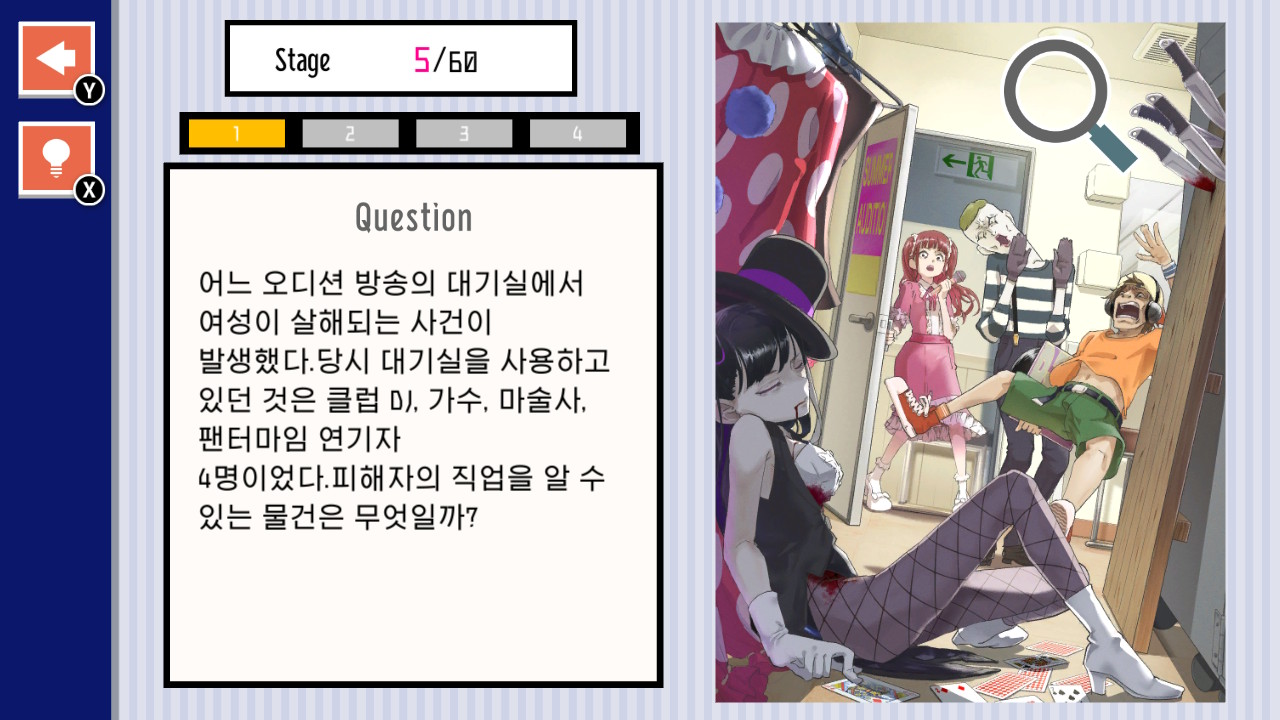 Y
X
Stage 5/60
1 2 3 4
Question
어느 오디션 방송의 대기실에서
여성이 살해되는 사건이
발생했다.당시 대기실을 사용하고
있던 것은 클럽 DJ, 가수, 마술사,
팬터마임 연기자
4명이었다.피해자의 직업을 알 수
있는 물건은 무엇일까?
SUMMER
AUDITION